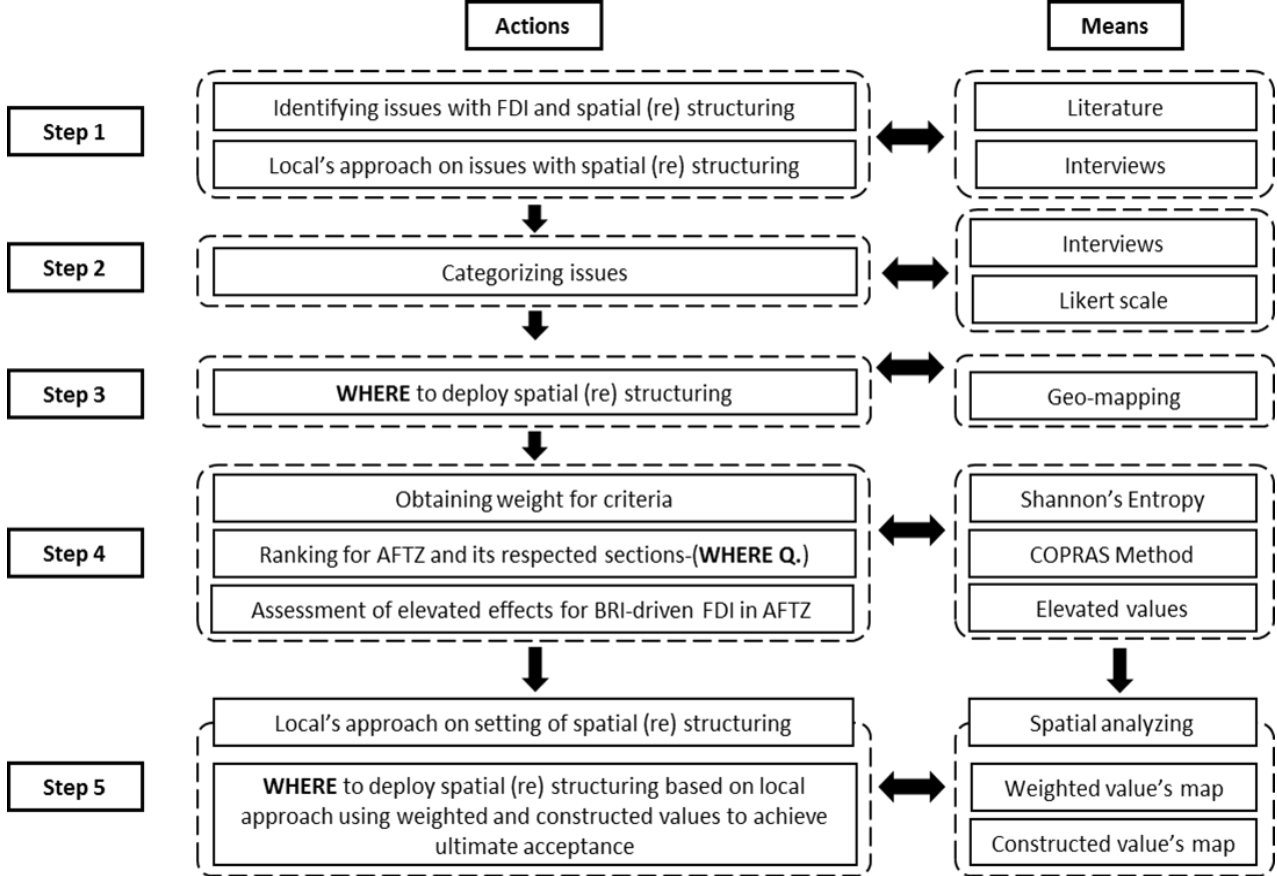 Actions
Means
Step 1
Identifying issues with FDI and spatial (re) structuring
Local's approach on issues with spatial (re) structuring
Literature
Interviews
Step 2
Categorizing issues
Interviews
Likert scale
Step 3
WHERE to deploy spatial (re) structuring
Geo-mapping
Step 4
Obtaining weight for criteria
Ranking for AFTZ and its respected sections-(WHERE Q.)
Assessment of elevated effects for BRI-driven FDI in AFTZ
Shannon's Entropy
COPRAS Method
Elevated values
Step 5
Local's approach on setting of spatial (re) structuring
WHERE to deploy spatial (re) structuring based on local
approach using weighted and constructed values to achieve
ultimate acceptance
Spatial analyzing
Weighted value's map
Constructed value's map